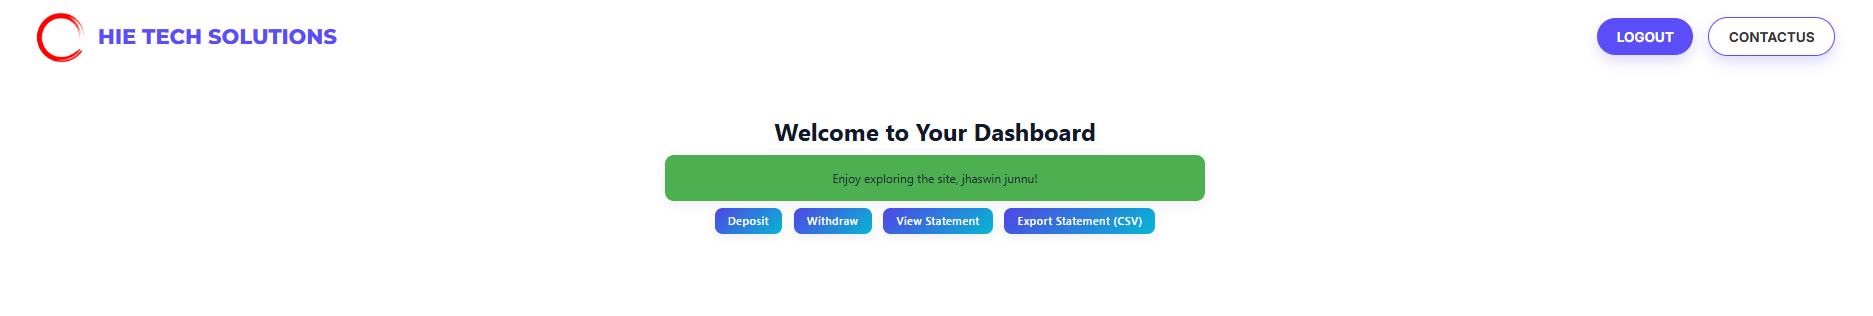 HIE TECH SOLUTIONS
LOGOUT
CONTACTUS
Welcome to Your Dashboard
Enjoy exploring the site, jhaswin junnu!
Deposit
Withdraw
View Statement
Export Statement (CSV)